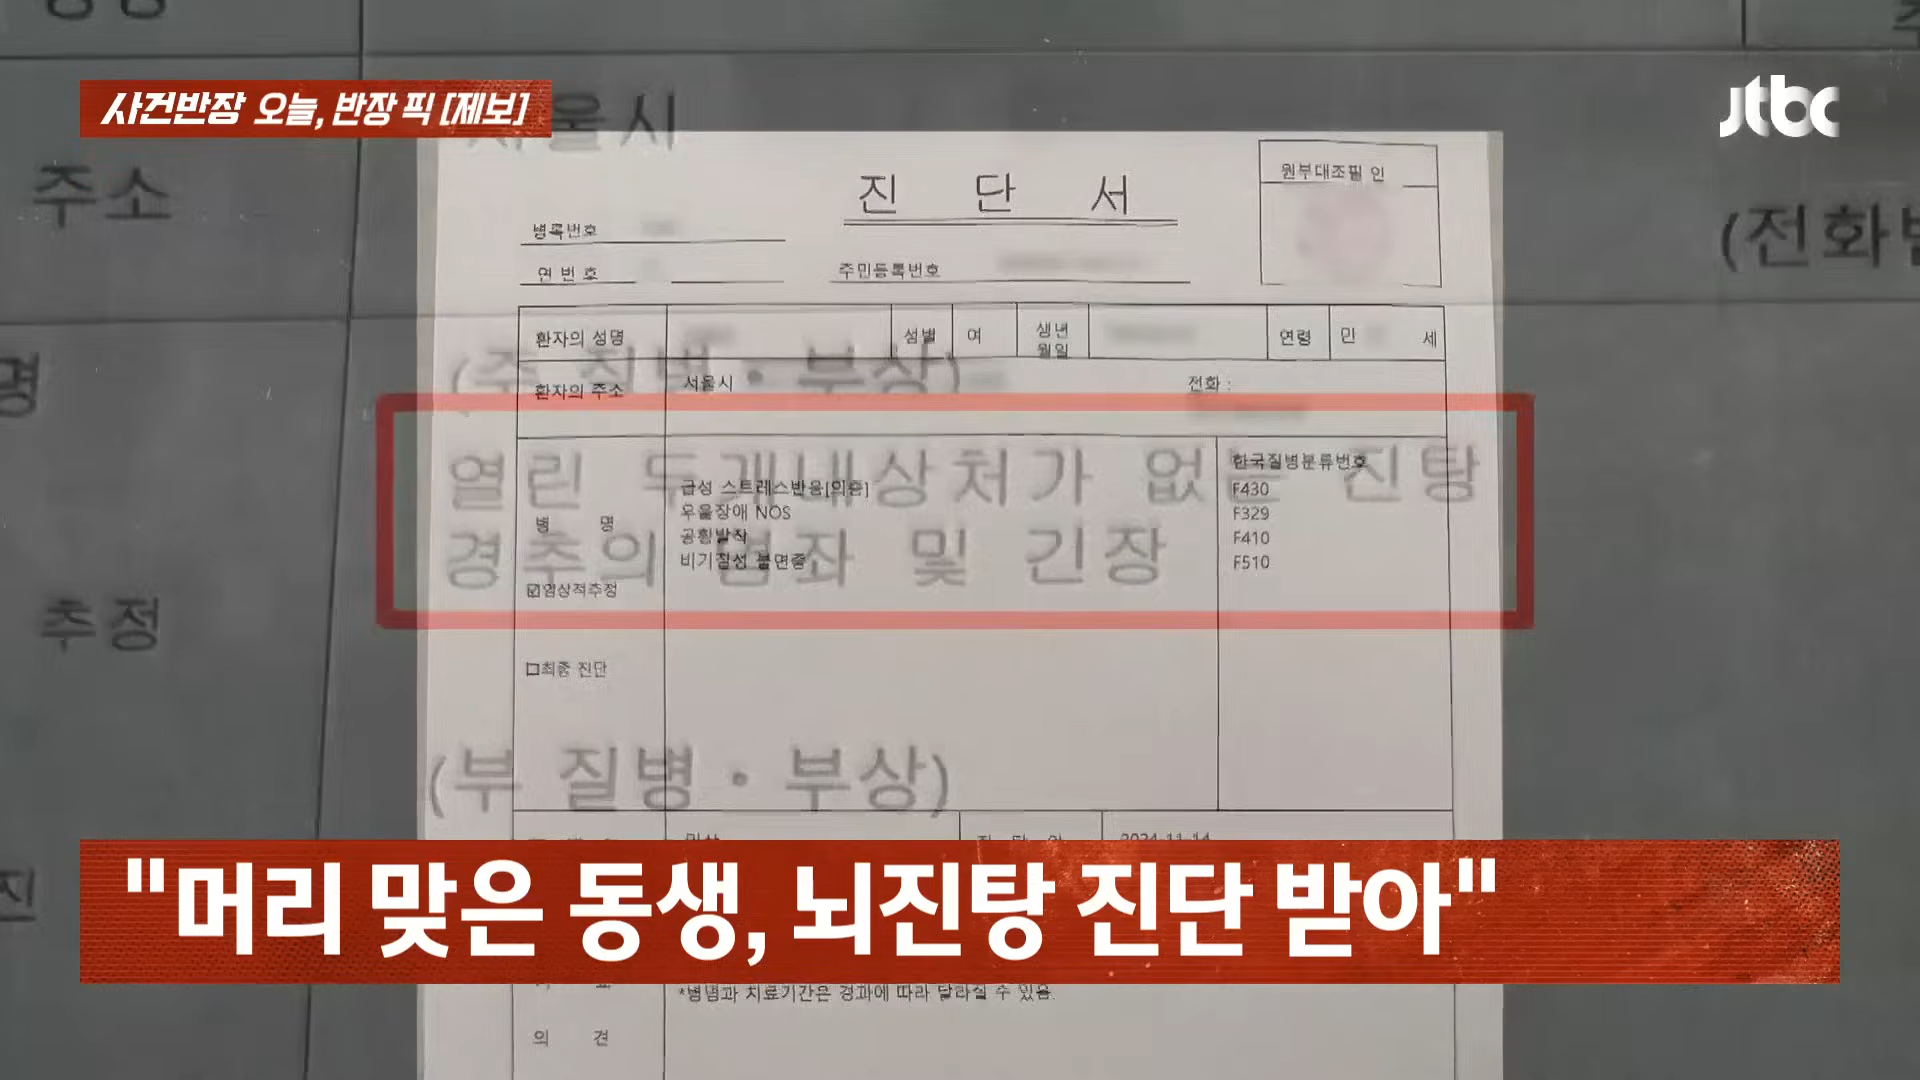 사건반장 오늘, 반장 픽 [제보]
jtbc
서울시
주소
(전화번
진 단 서
원부대조필 인
병록번호
연 번 호
주민등록번호
환자의 성명
성별
여
생년
월일
연령
만
세
환자의 주소
서울시
전화 :
(주 질병 · 부상)
명
열린 두개내상처가 없는 진탕
경추의 염좌 및 긴장
병 명
급성 스트레스반응[의증]
우울장애 NOS
공황발작
비기질성 불면증
한국질병분류번호
F430
F329
F410
F510
☑임상적추정
추정
☐최종 진단
(부 질병 · 부상)
2024-11-14
진
"머리 맞은 동생, 뇌진탕 진단 받아"
*병명과 치료기간은 경과에 따라 달라질 수 있음
의 견